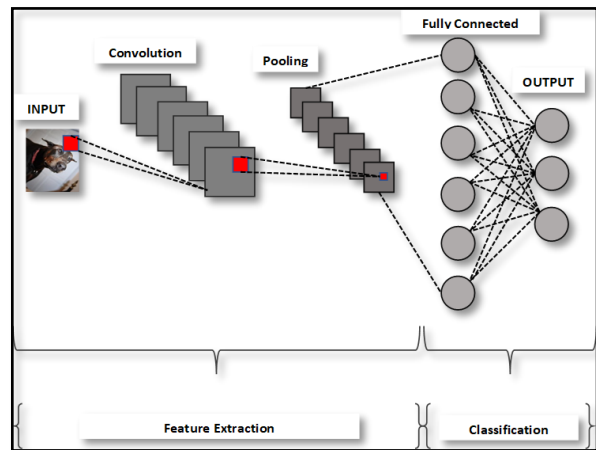 Fully Connected
Convolution
Pooling
OUTPUT
INPUT
Feature Extraction
Classification